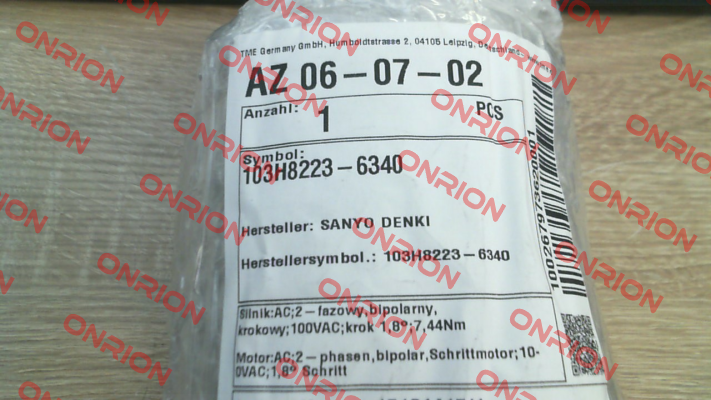 TME Germany GmbH, Humboldtstrasse 2, 04105 Leipzig,
AZ 06-07-02
Anzahl: 1 PCS
Symbol:
103H8223-6340
Hersteller: SANYO DENKI
Herstellersymbol.: 103H8223-6340
Silnik:AC;2-fazowy,bipolarny,
krokowy;100VAC;krok 1,8°;7,44Nm
Motor:AC;2-phasen,bipolar,Schrittmotor;10-
0VAC;1,8° Schritt
ONRION